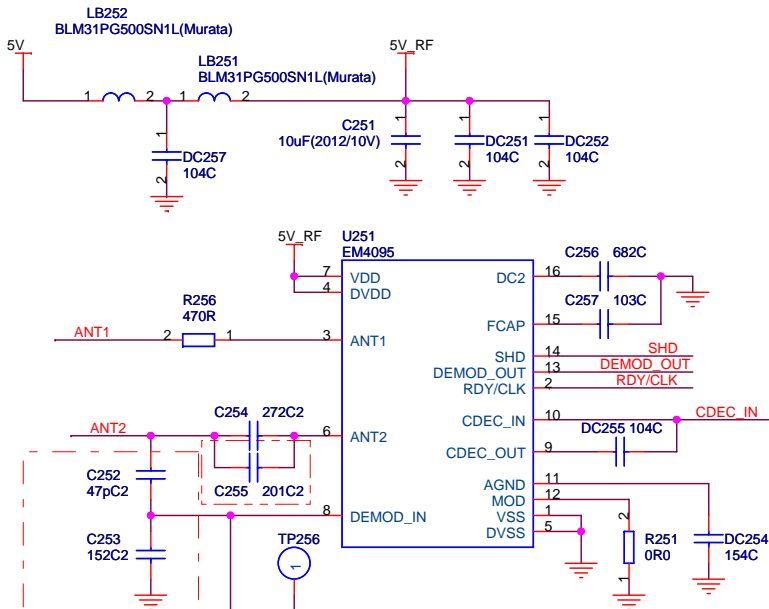 LB252
BLM31PG500SN1L(Murata)
5V
LB251
BLM31PG500SN1L(Murata)
5V_RF
1 2 1 2
C251
10uF(2012/10V)
1
2
DC251
104C
1
2
DC252
104C
1
2
DC257
104C
1
2
5V_RF
U251
EM4095
7 VDD
4 DVDD
R256
470R
ANT1 2 1 3 ANT1
C254 272C2
ANT2 6 ANT2
C255 201C2
C252
47pC2
8 DEMOD_IN
C253
152C2
TP256
1
DC2 16
C256 682C
C257 103C
FCAP 15
SHD 14 SHD
DEMOD_OUT 13 DEMOD_OUT
RDY/CLK 2 RDY/CLK
CDEC_IN 10 CDEC_IN
DC255 104C
CDEC_OUT 9
AGND 11
MOD 12
VSS 1
DVSS 5
2
R251
0R0
1
DC254
154C